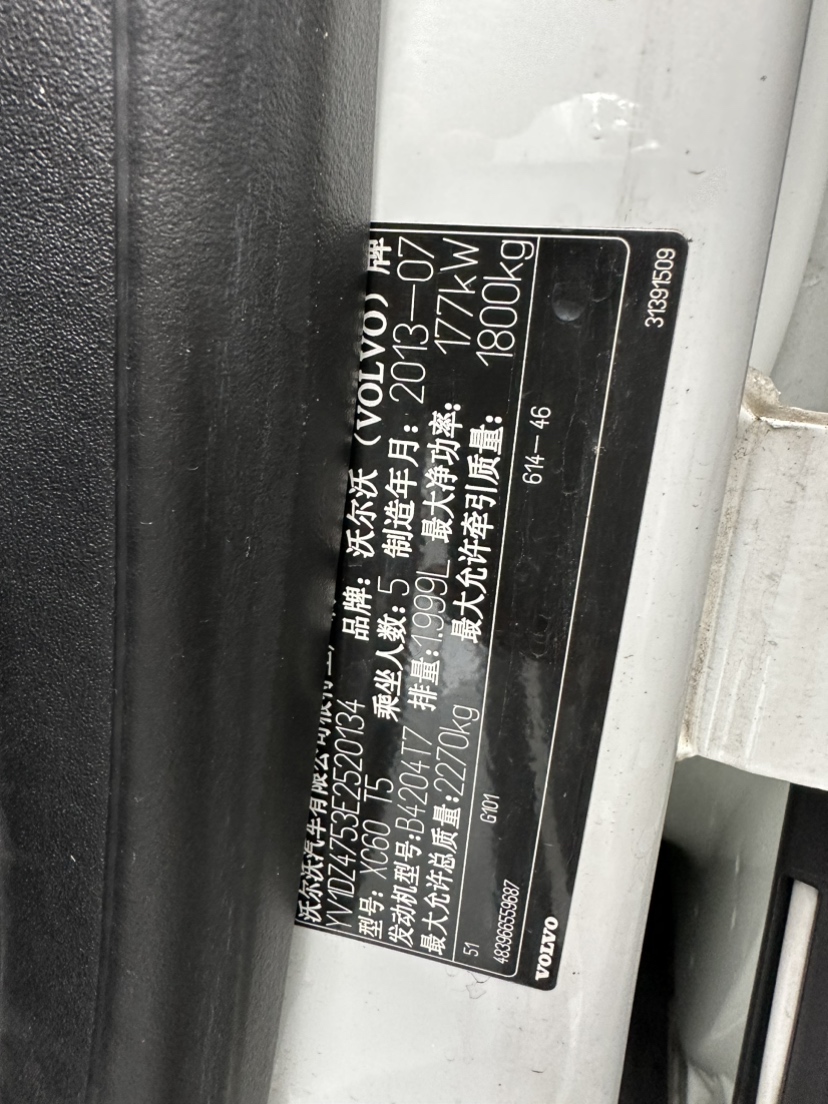 沃尔沃汽车有限公司
YV1DZ4753E2520134 品牌：沃尔沃（VOLVO）牌
型号：XC60 T5 乘坐人数：5 制造年月：2013—07
发动机型号：B4204T7 排量：1.999L 最大净功率：177kW
最大允许总质量：2270kg 最大允许牵引质量：1800kg
51 G101 614—46
483966559687
VOLVO 31391509